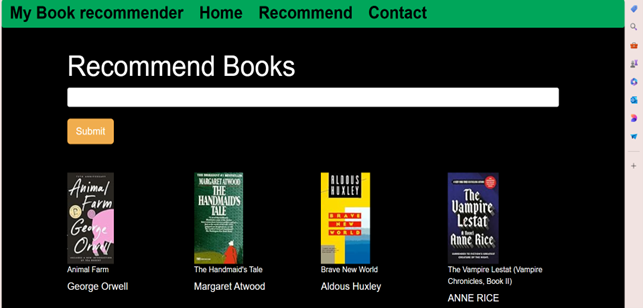 My Book recommender Home Recommend Contact
Recommend Books
Submit
Animal
Farm
George
Orwell
MARGARET ATWOOD
THE
HANDMAID'S
TALE
ALDOUS
HUXLEY
BRAVE
NEW
WORLD
The
Vampire
Lestat
A Novel
Anne Rice
Animal Farm
George Orwell
The Handmaid's Tale
Margaret Atwood
Brave New World
Aldous Huxley
The Vampire Lestat (Vampire
Chronicles, Book II)
ANNE RICE